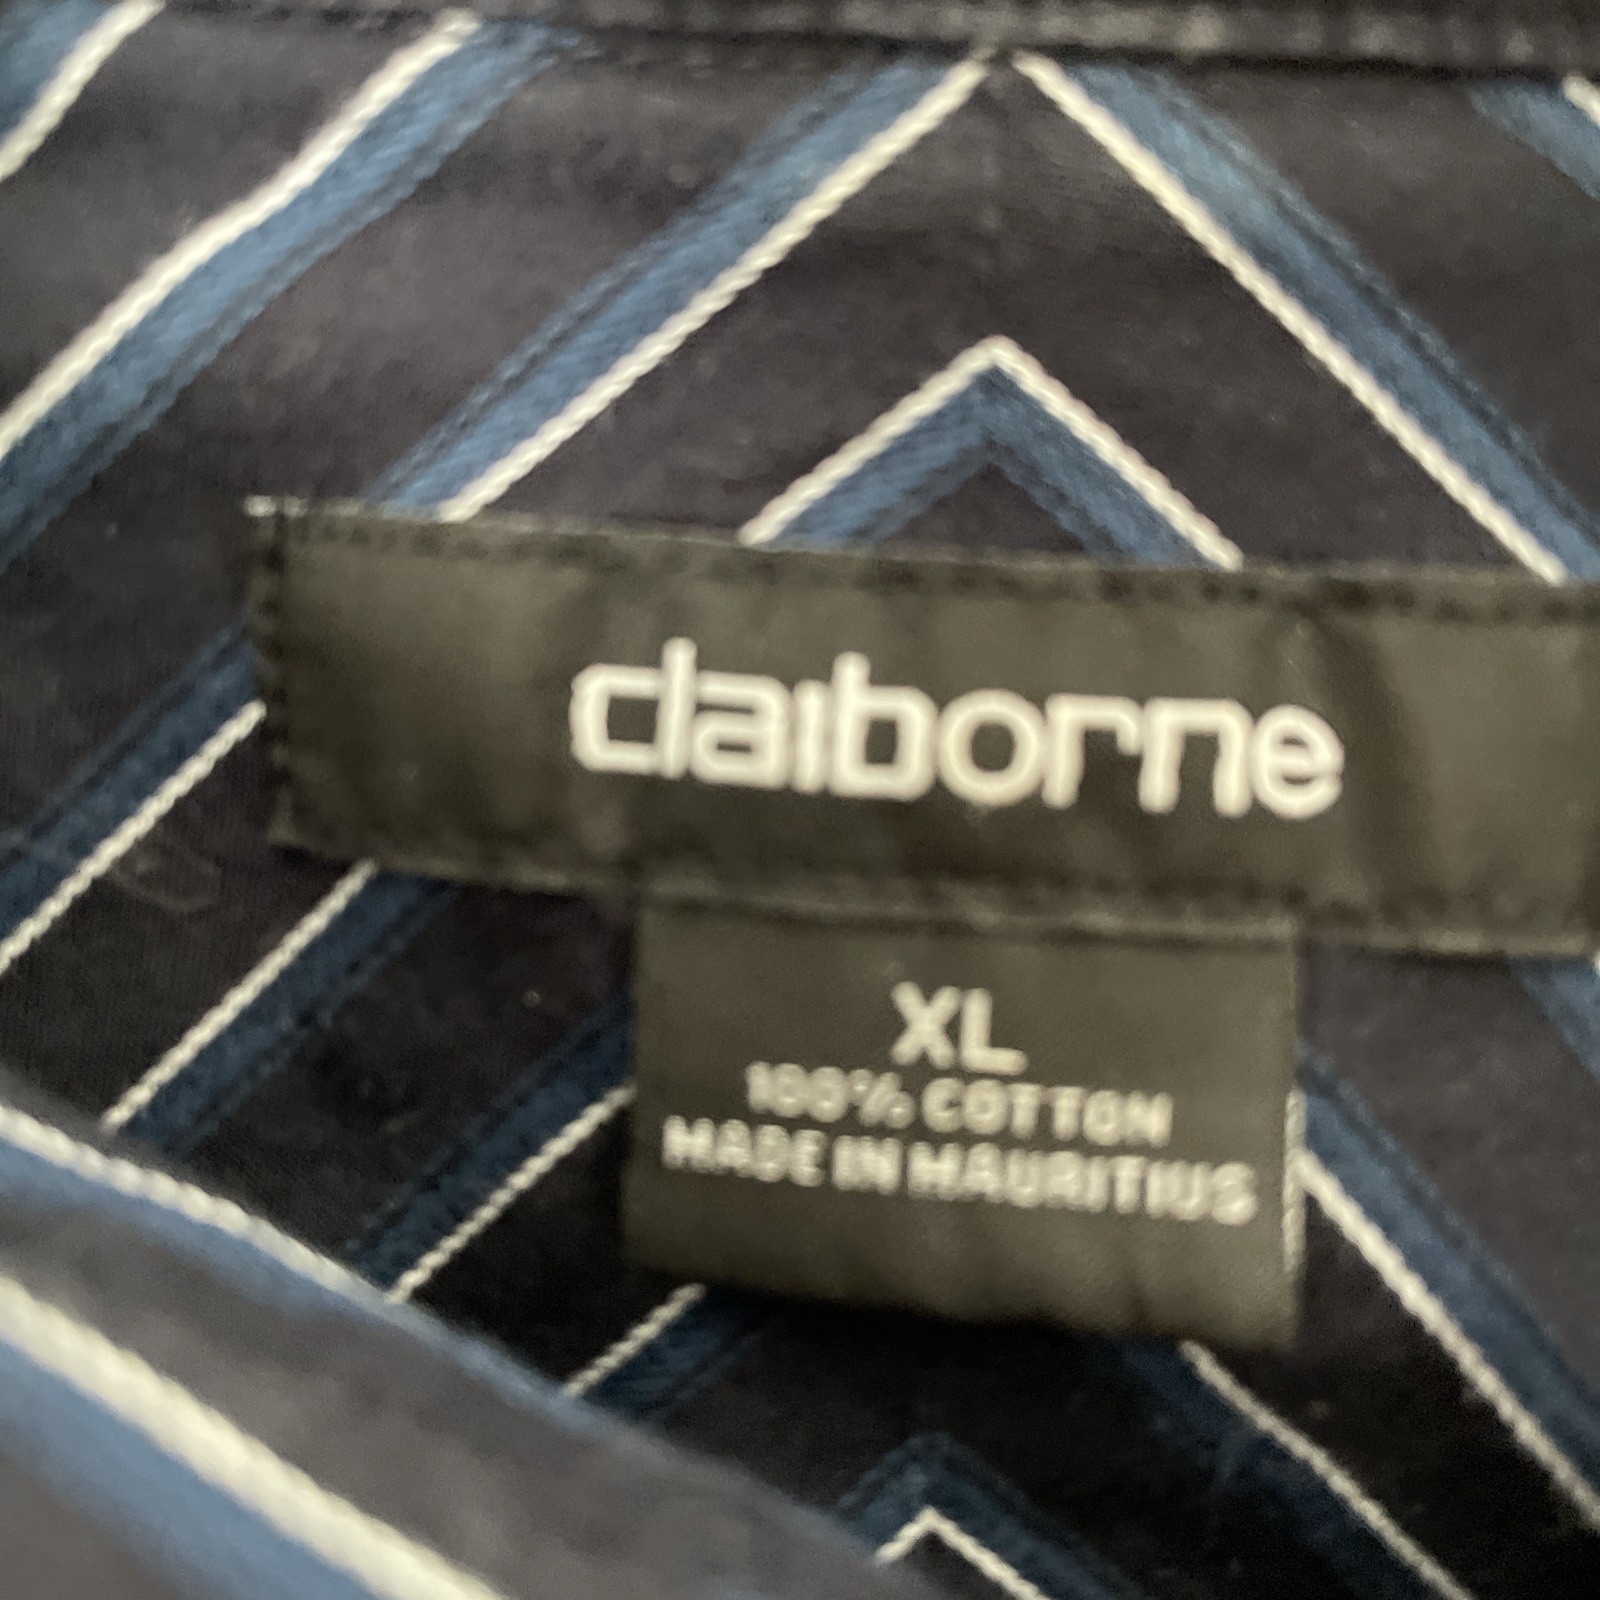 claiborne
XL
100% COTTON
MADE IN MAURITIUS